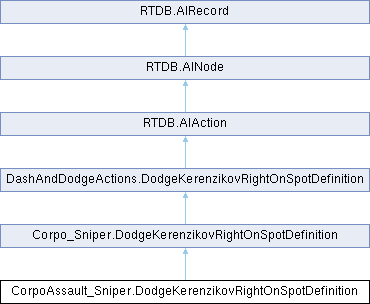 RTDB.AIRecord
RTDB.AINode
RTDB.AIAction
DashAndDodgeActions.DodgeKerenzikovRightOnSpotDefinition
Corpo_Sniper.DodgeKerenzikovRightOnSpotDefinition
CorpoAssault_Sniper.DodgeKerenzikovRightOnSpotDefinition